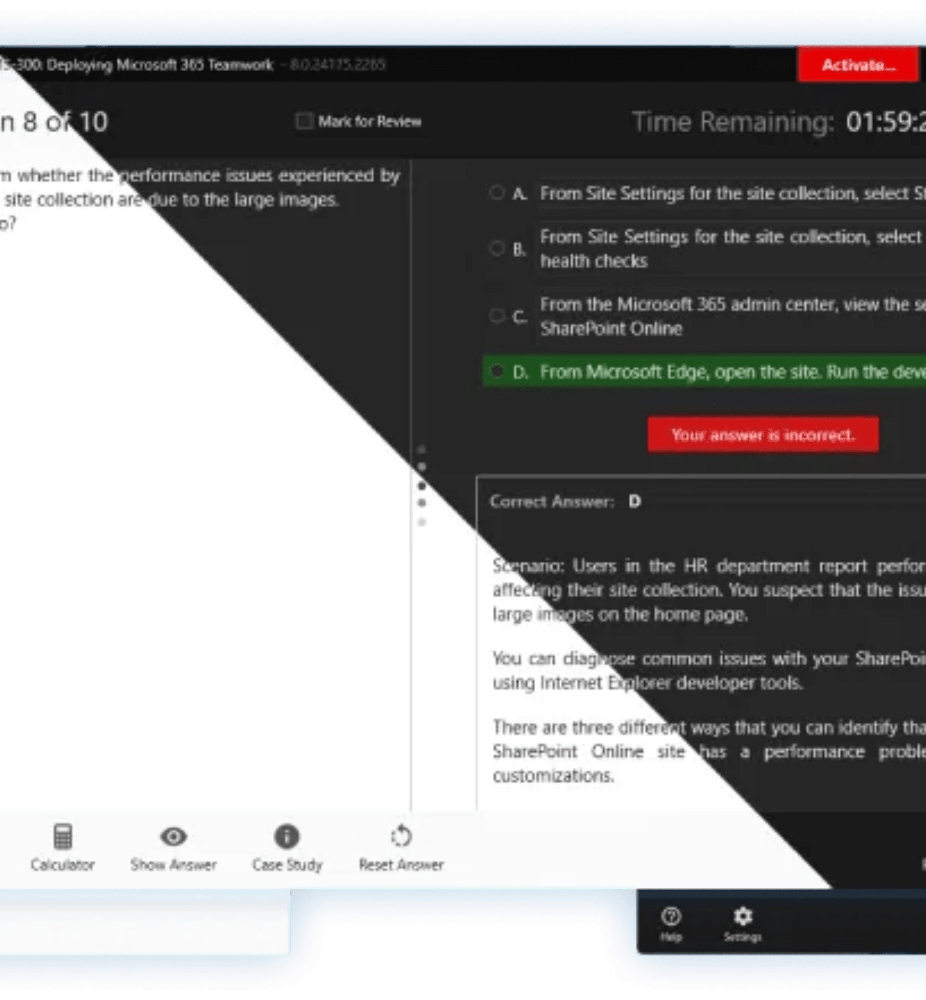 -300: Deploying Microsoft 365 Teamwork - 8.0.24175.2265
Activate...
n 8 of 10
Mark for Review
Time Remaining: 01:59:2
m whether the performance issues experienced by
site collection are due to the large images.
o?
A. From Site Settings for the site collection, select St
B. From Site Settings for the site collection, select
health checks
C. From the Microsoft 365 admin center, view the se
SharePoint Online
D. From Microsoft Edge, open the site. Run the deve
Your answer is incorrect.
Correct Answer: D
Scenario: Users in the HR department report perfor
affecting their site collection. You suspect that the issu
large images on the home page.
You can diagnose common issues with your SharePoin
using Internet Explorer developer tools.
There are three different ways that you can identify tha
SharePoint Online site has a performance proble
customizations.
Calculator
Show Answer
Case Study
Reset Answer
Help
Settings